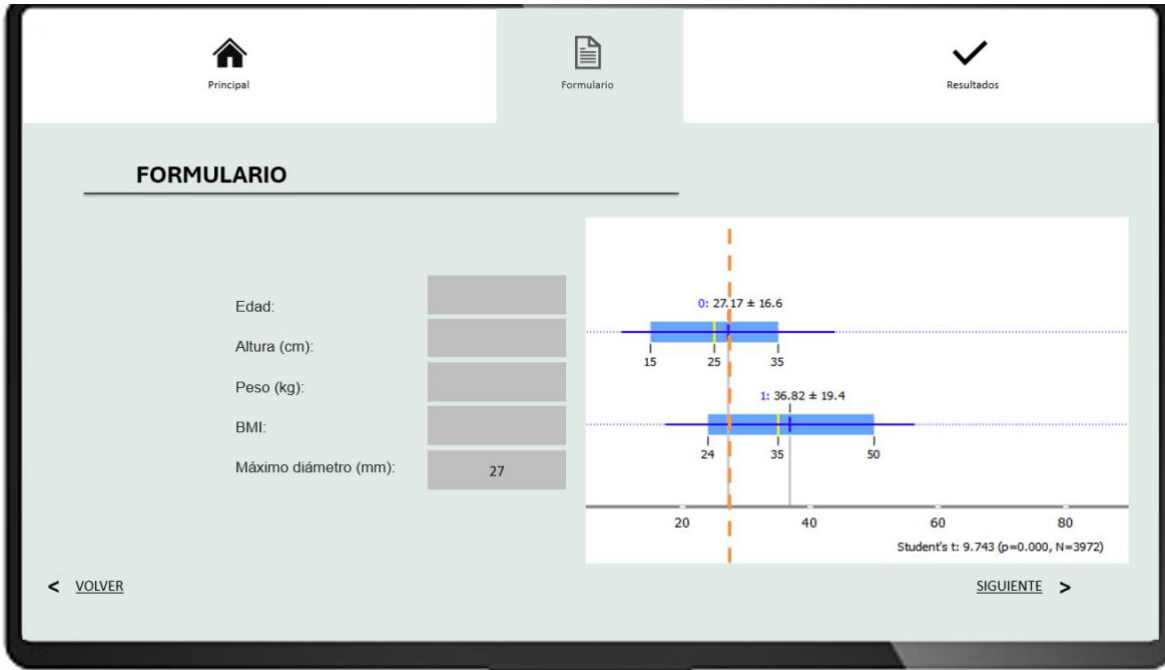 Principal
Formulario
Resultados
FORMULARIO
Edad:
Altura (cm):
Peso (kg):
BMI:
Máximo diámetro (mm):
27
0: 27.17 ± 16.6
15
25
35
1: 36.82 ± 19.4
24
35
50
20
40
60
80
Student's t: 9.743 (p=0.000, N=3972)
< VOLVER
SIGUIENTE >